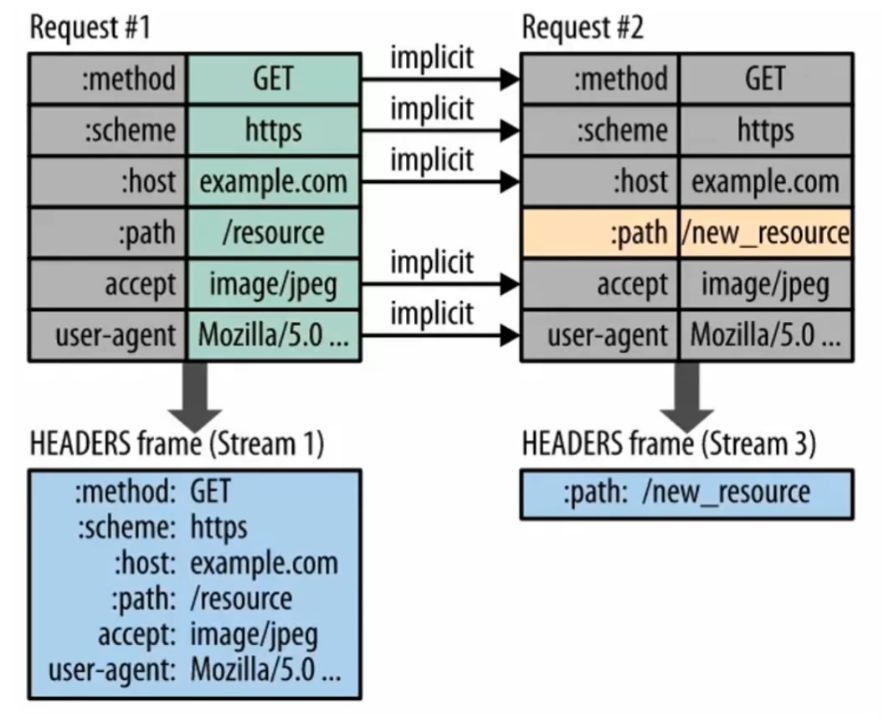 Request #1
:method GET
:scheme https
:host example.com
:path /resource
accept image/jpeg
user-agent Mozilla/5.0 ...
implicit
implicit
implicit
implicit
implicit
Request #2
:method GET
:scheme https
:host example.com
:path /new_resource
accept image/jpeg
user-agent Mozilla/5.0 ...
HEADERS frame (Stream 1)
:method: GET
:scheme: https
:host: example.com
:path: /resource
accept: image/jpeg
user-agent: Mozilla/5.0 ...
HEADERS frame (Stream 3)
:path: /new_resource